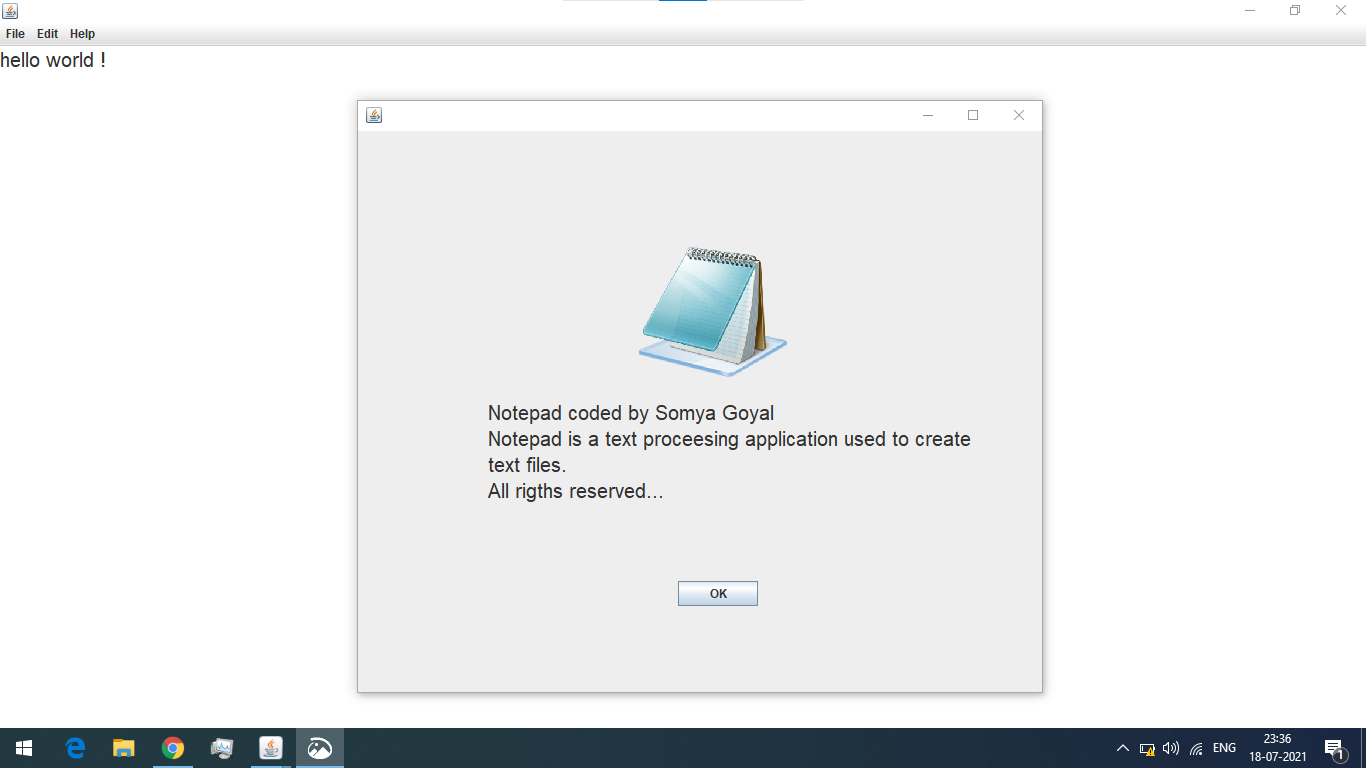 File Edit Help
hello world !
Notepad coded by Somya Goyal
Notepad is a text proceesing application used to create
text files.
All rigths reserved...
OK
ENG
23:36
18-07-2021
1